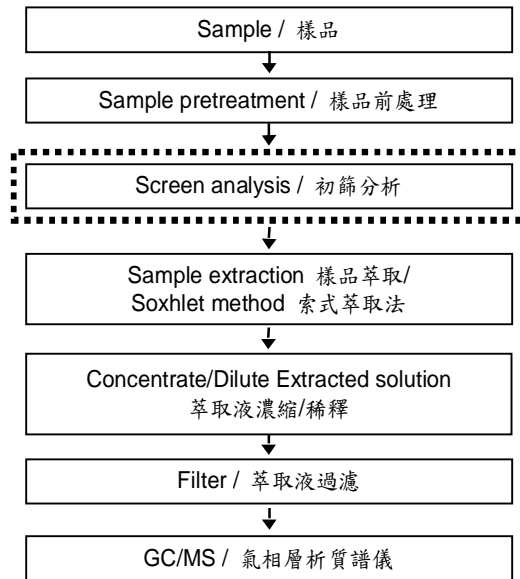 Sample / 樣品
Sample pretreatment / 樣品前處理
Screen analysis / 初篩分析
Sample extraction 樣品萃取/
Soxhlet method 索式萃取法
Concentrate/Dilute Extracted solution
萃取液濃縮/稀釋
Filter / 萃取液過濾
GC/MS / 氣相層析質譜儀